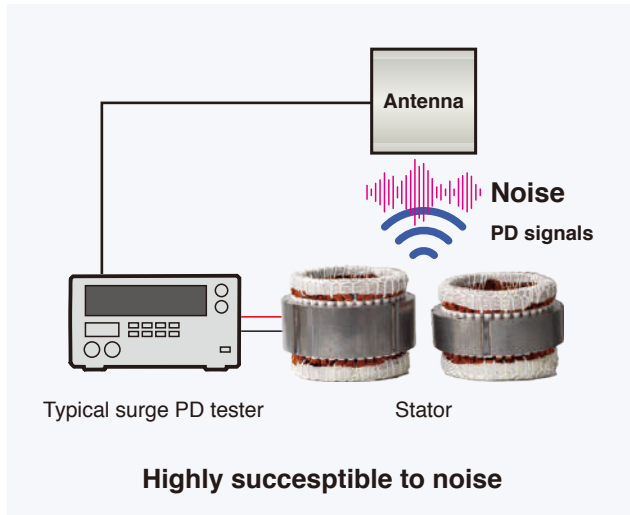 Antenna
Noise
PD signals
Typical surge PD tester
Stator
Highly succesptible to noise